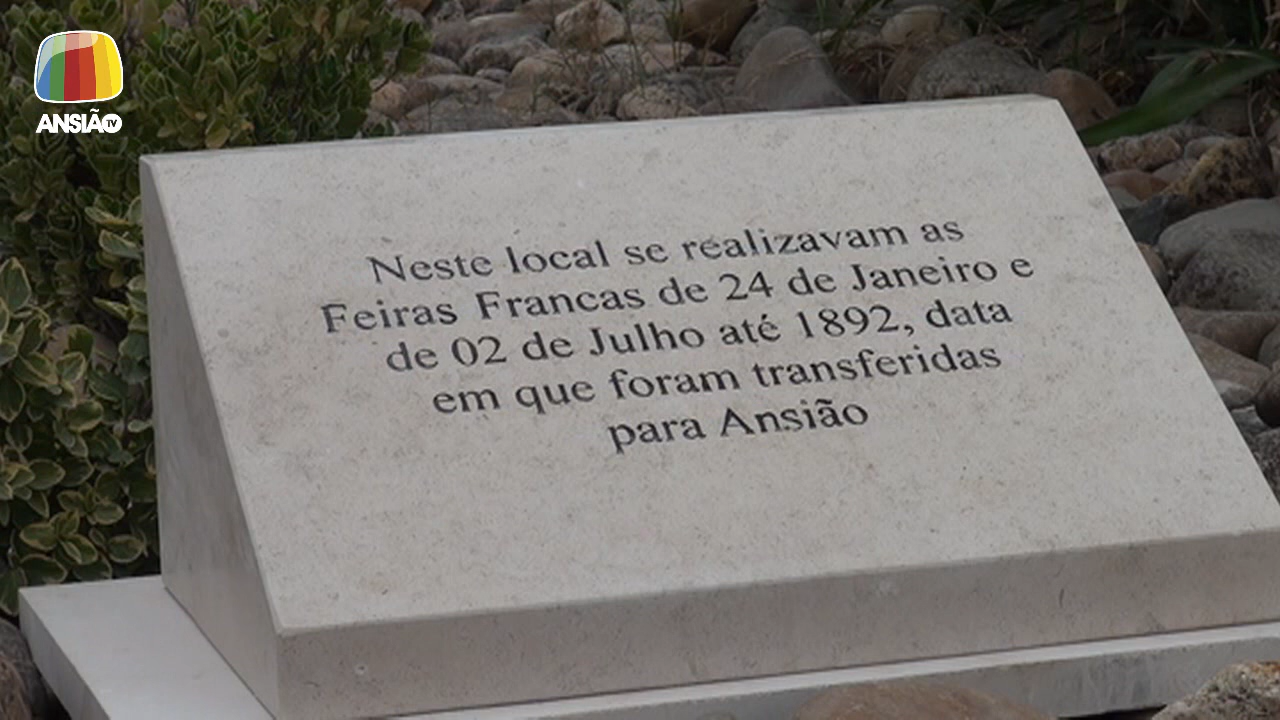 ANSIÃO TV
Neste local se realizavam as
Feiras Francas de 24 de Janeiro e
de 02 de Julho até 1892, data
em que foram transferidas
para Ansião